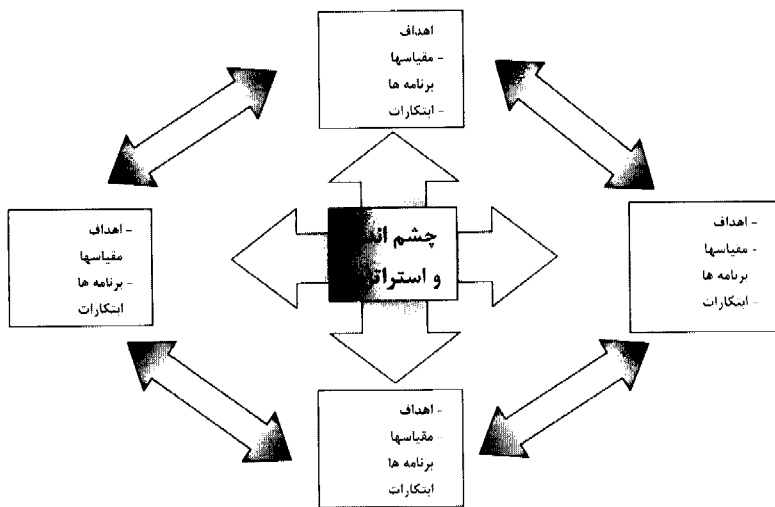 اهداف
- مقیاسها
برنامه ها
- ابتکارات
- اهداف
- مقیاسها
برنامه ها
- ابتکارات
چشم
و
- اهداف
مقیاسها
- برنامه ها
ابتکارات
- اهداف
- مقیاسها
برنامه ها
ابتکارات